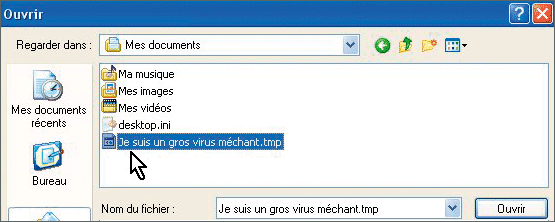 Ouvrir
Regarder dans :
Mes documents
Mes documents
récents
Bureau
Ma musique
Mes images
Mes vidéos
desktop.ini
Je suis un gros virus méchant.tmp
Nom du fichier :
Je suis un gros virus méchant.tmp
Ouvrir